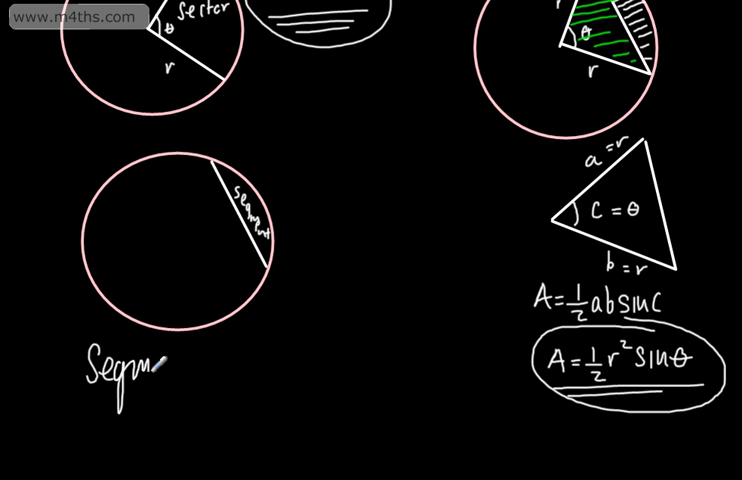 www.m4ths.com
Sector
θ
r
r
θ
r
Segment
a = r
C = θ
b = r
A = 1/2 ab sin C
A = 1/2 r² sin θ
Segm